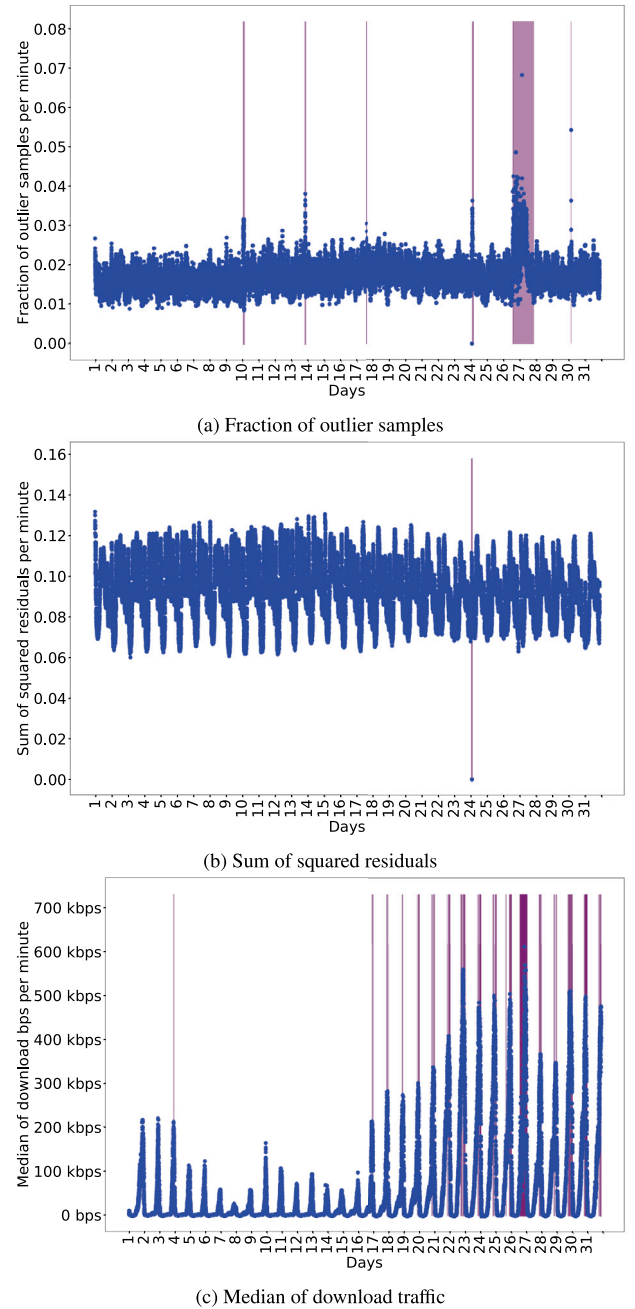 0.08
0.07
0.06
0.05
0.04
0.03
0.02
0.01
0.00
Fraction of outlier samples per minute
1 2 3 4 5 6 7 8 9 10 11 12 13 14 15 16 17 18 19 20 21 22 23 24 25 26 27 28 30 31
Days
(a) Fraction of outlier samples
0.16
0.14
0.12
0.10
0.08
0.06
0.04
0.02
0.00
Sum of squared residuals per minute
1 2 3 4 5 6 7 8 9 10 11 12 13 14 15 16 17 18 19 20 21 22 23 24 25 26 27 28 29 30 31
Days
(b) Sum of squared residuals
700 kbps
600 kbps
500 kbps
400 kbps
300 kbps
200 kbps
100 kbps
0 bps
Median of download bps per minute
1 2 3 4 5 6 7 8 9 10 11 12 13 14 15 16 17 18 19 20 21 22 23 24 25 26 27 28 29 30 31
Days
(c) Median of download traffic